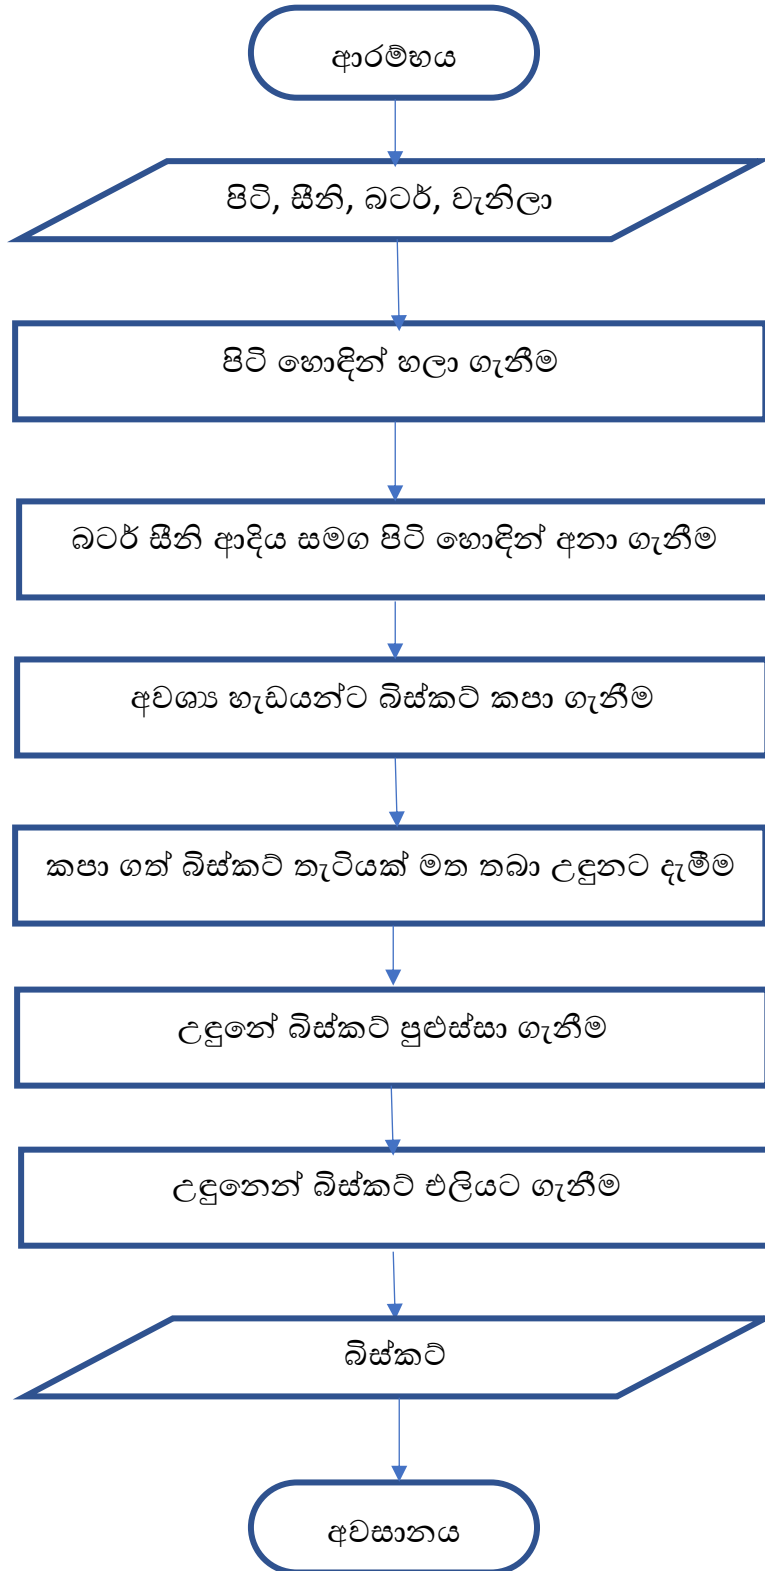 ආරම්භය
පිටි, සීනි, බටර්, වැනිලා
පිටි හොඳින් හලා ගැනීම
බටර් සීනි ආදිය සමග පිටි හොඳින් අනා ගැනීම
අවශ්‍ය හැඩයන්ට බිස්කට් කපා ගැනීම
කපා ගත් බිස්කට් තැටියක් මත තබා උඳුනට දැමීම
උඳුනේ බිස්කට් පුළුස්සා ගැනීම
උඳුනෙන් බිස්කට් එලියට ගැනීම
බිස්කට්
අවසානය